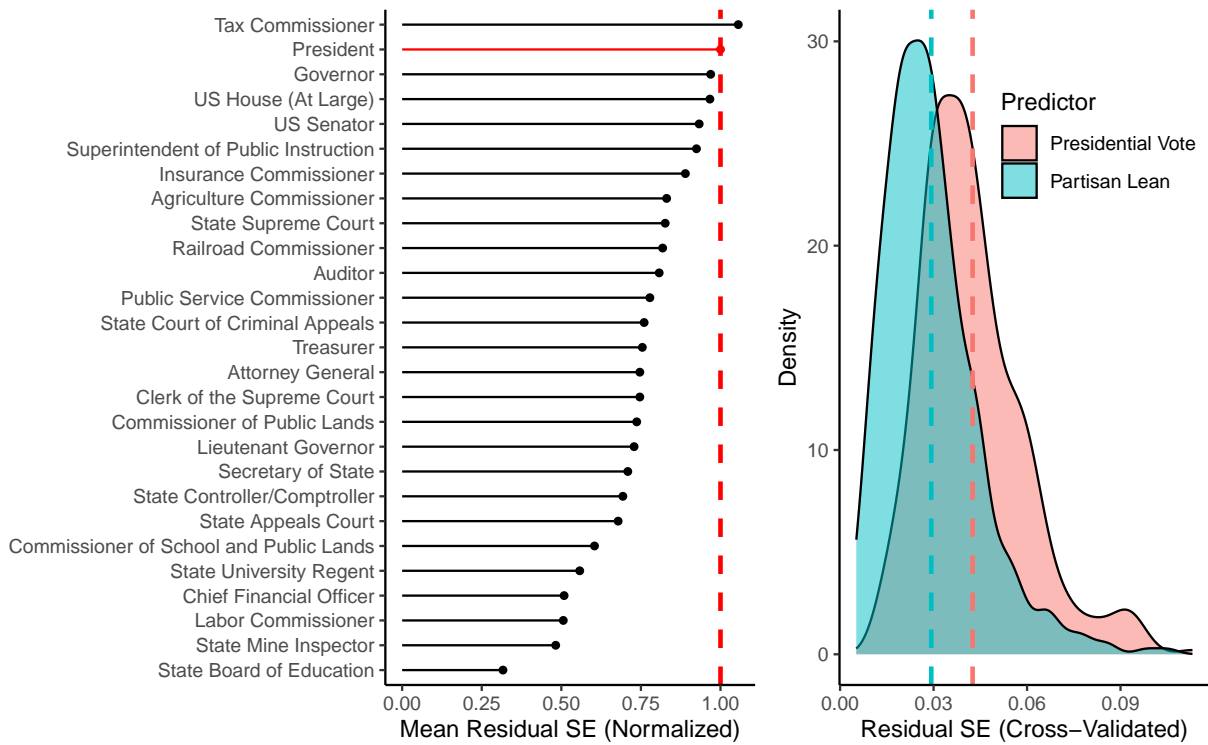 Tax Commissioner
President
Governor
US House (At Large)
US Senator
Superintendent of Public Instruction
Insurance Commissioner
Agriculture Commissioner
State Supreme Court
Railroad Commissioner
Auditor
Public Service Commissioner
State Court of Criminal Appeals
Treasurer
Attorney General
Clerk of the Supreme Court
Commissioner of Public Lands
Lieutenant Governor
Secretary of State
State Controller/Comptroller
State Appeals Court
Commissioner of School and Public Lands
State University Regent
Chief Financial Officer
Labor Commissioner
State Mine Inspector
State Board of Education
0.00 0.25 0.50 0.75 1.00
Mean Residual SE (Normalized)
Density
30
20
10
0
0.00 0.03 0.06 0.09
Residual SE (Cross−Validated)
Predictor
Presidential Vote
Partisan Lean